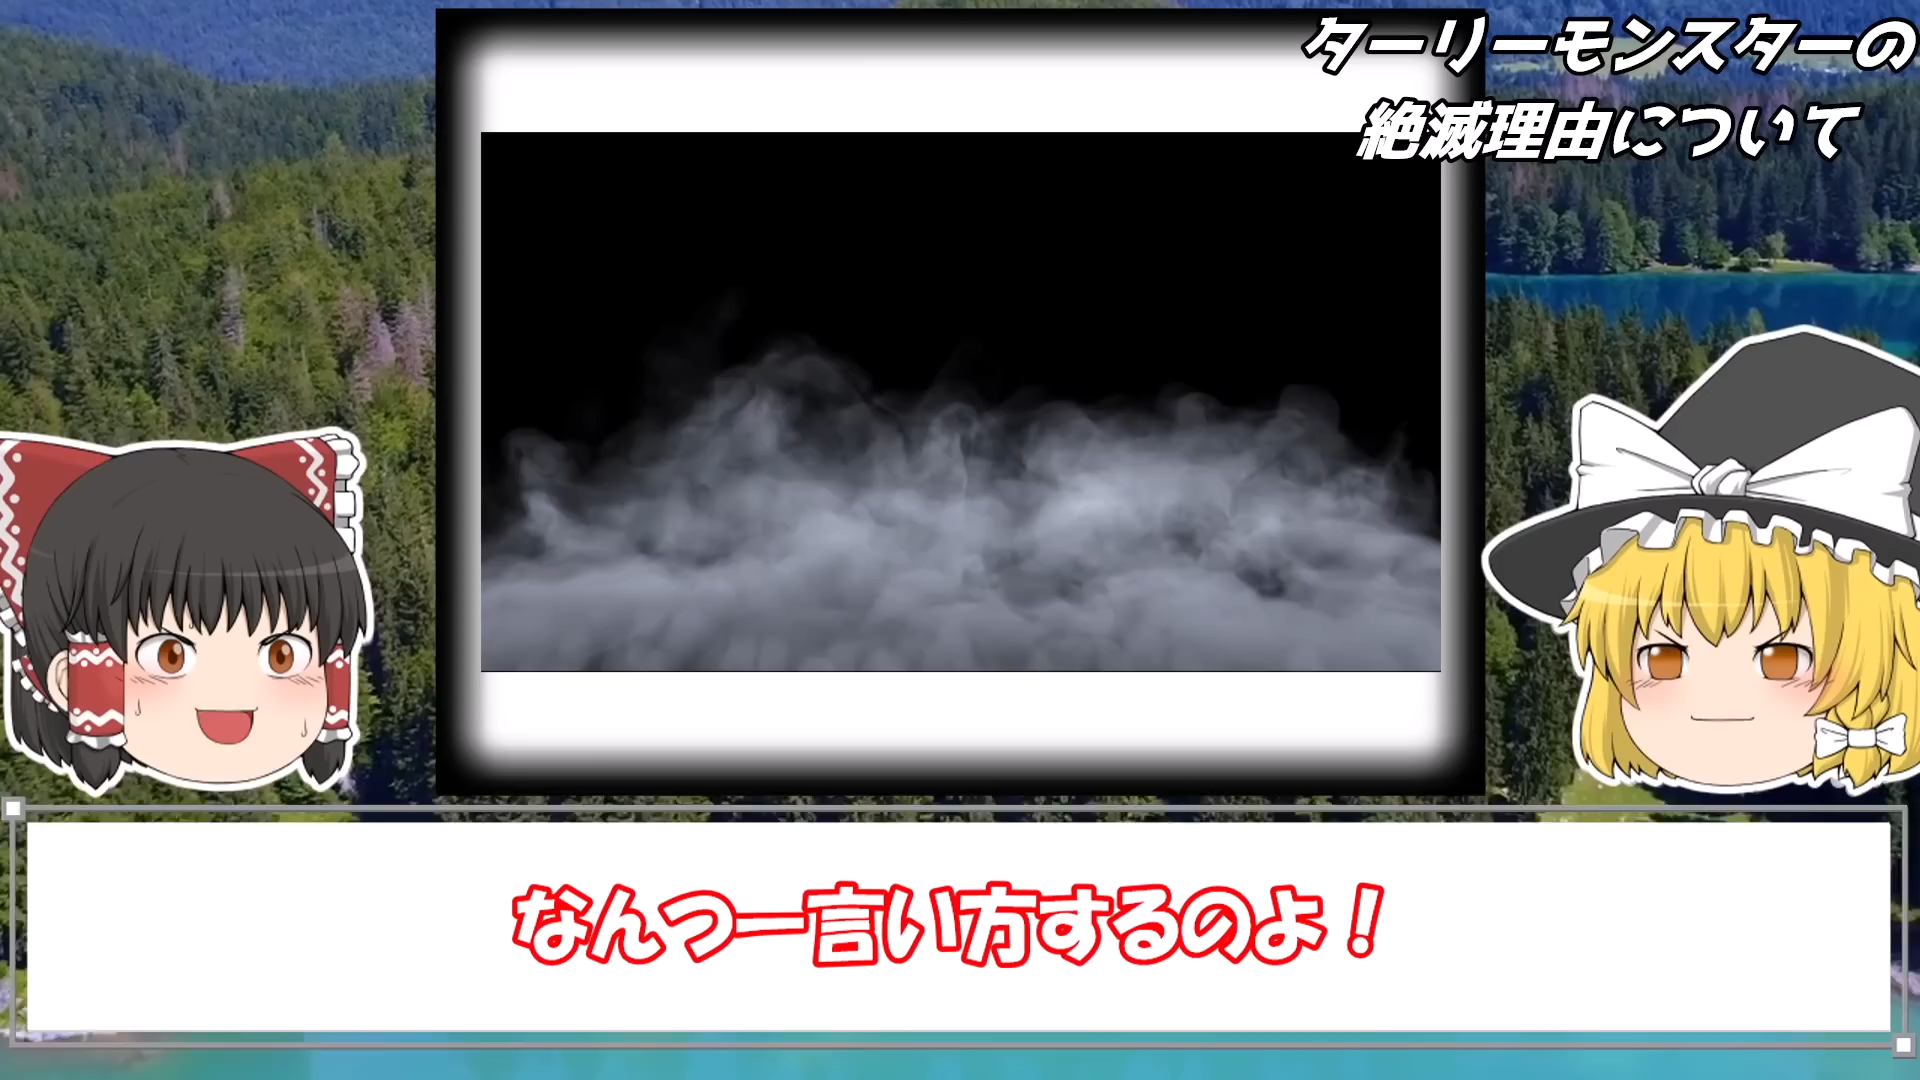 ターリーモンスターの
絶滅理由について
なんつー言い方するのよ！